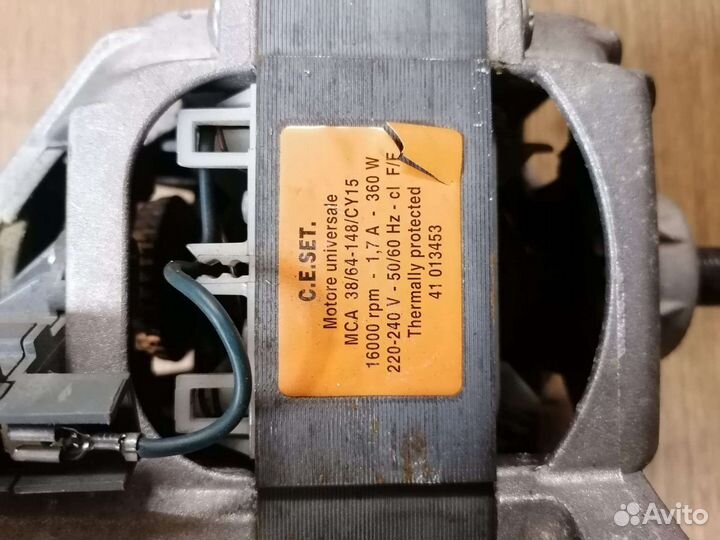 C.E.SET.
Motore universale
MCA 38/64-148/CY15
16000 rpm - 1,7 A - 360 W
220-240 V - 50/60 Hz - cl F/F
Thermally protected
41 013453
Avito